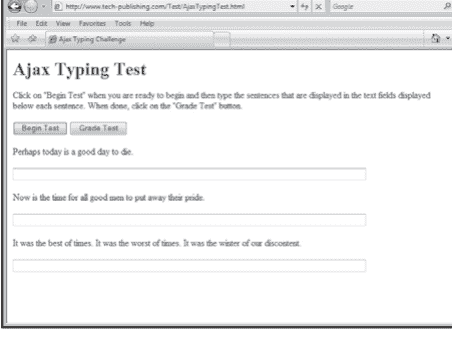 http://www.tech-publishing.com/Test/AjaxTypingTest.html
Google
File Edit View Favorites Tools Help
Ajax Typing Challenge
Ajax Typing Test
Click on "Begin Test" when you are ready to begin and then type the sentences that are displayed in the text fields displayed
below each sentence. When done, click on the "Grade Test" button.
Begin Test Grade Test
Perhaps today is a good day to die.
Now is the time for all good men to put away their pride.
It was the best of times. It was the worst of times. It was the winter of our discontent.